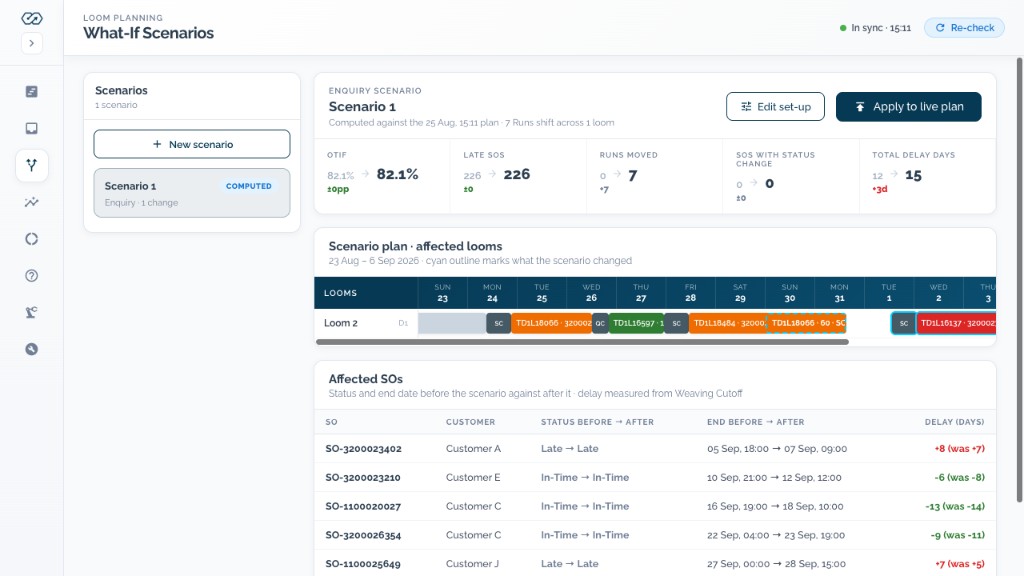 LOOM PLANNING
What-If Scenarios
In sync · 15:11
Re-check
Scenarios
1 scenario
+ New scenario
Scenario 1
COMPUTED
Enquiry · 1 change
ENQUIRY SCENARIO
Scenario 1
Computed against the 25 Aug, 15:11 plan · 7 Runs shift across 1 loom
Edit set-up
Apply to live plan
OTIF
82.1% → 82.1%
±0pp
LATE SOS
226 → 226
±0
RUNS MOVED
0 → 7
+7
SOS WITH STATUS CHANGE
0 → 0
±0
TOTAL DELAY DAYS
12 → 15
+3d
Scenario plan · affected looms
23 Aug – 6 Sep 2026 · cyan outline marks what the scenario changed
LOOMS
SUN 23
MON 24
TUE 25
WED 26
THU 27
FRI 28
SAT 29
SUN 30
MON 31
TUE 1
WED 2
THU 3
Loom 2 D1
SC
TD1L18066 · 32000
QC
TD1L16597 · 1
SC
TD1L18484 · 32000
TD1L18066 · 60 · SO
SC
TD1L16137 · 320002
Affected SOs
Status and end date before the scenario against after it · delay measured from Weaving Cutoff
SO CUSTOMER STATUS BEFORE → AFTER END BEFORE → AFTER DELAY (DAYS)
SO-3200023402 Customer A Late → Late 05 Sep, 18:00 → 07 Sep, 09:00 +8 (was +7)
SO-3200023210 Customer E In-Time → In-Time 10 Sep, 21:00 → 12 Sep, 12:00 -6 (was -8)
SO-1100020027 Customer C In-Time → In-Time 16 Sep, 19:00 → 18 Sep, 10:00 -13 (was -14)
SO-3200026354 Customer C In-Time → In-Time 22 Sep, 04:00 → 23 Sep, 19:00 -9 (was -11)
SO-1100025649 Customer J Late → Late 27 Sep, 00:00 → 28 Sep, 15:00 +7 (was +5)